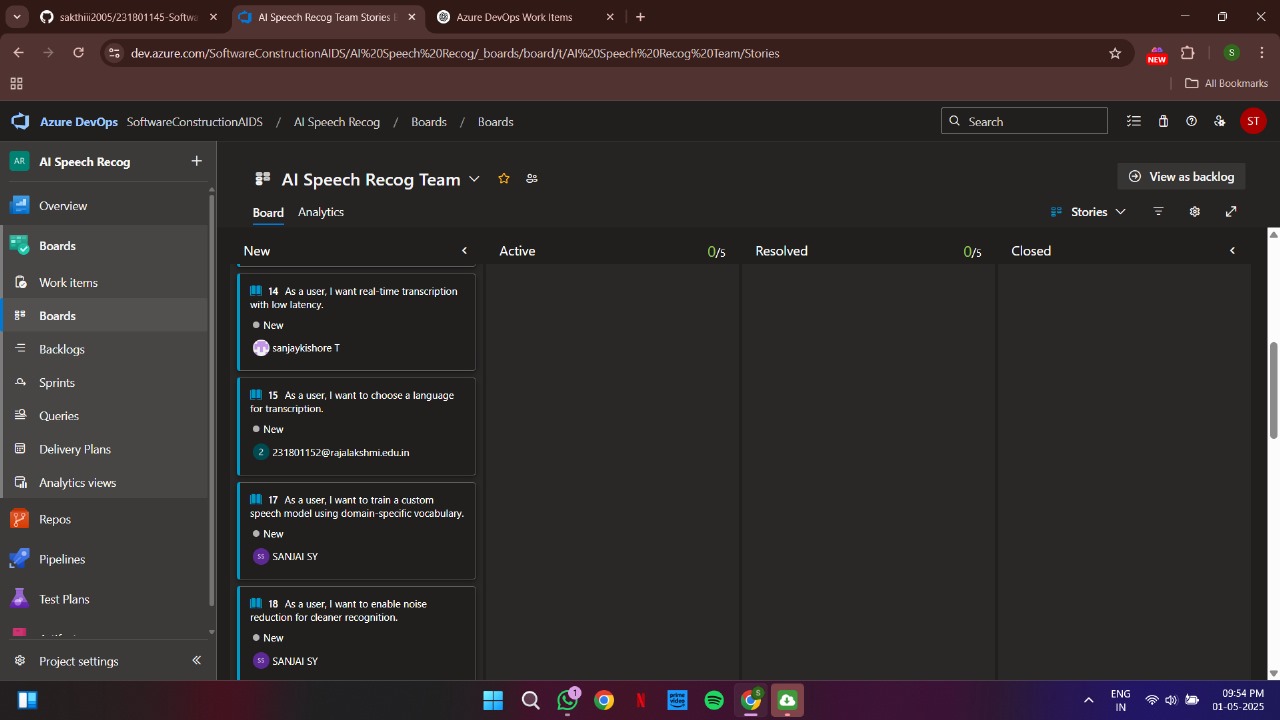 sakthiii2005/231801145-Softwa
AI Speech Recog Team Stories
Azure DevOps Work Items
dev.azure.com/SoftwareConstructionAIDS/AI%20Speech%20Recog/_boards/board/t/AI%20Speech%20Recog%20Team/Stories
NEW
S
All Bookmarks
Azure DevOps SoftwareConstructionAIDS / AI Speech Recog / Boards / Boards
Search
ST
AR AI Speech Recog
Overview
Boards
Work items
Boards
Backlogs
Sprints
Queries
Delivery Plans
Analytics views
Repos
Pipelines
Test Plans
Project settings
AI Speech Recog Team
View as backlog
Board Analytics
Stories
New
Active 0/5
Resolved 0/5
Closed
14 As a user, I want real-time transcription
with low latency.
New
sanjaykishore T
15 As a user, I want to choose a language
for transcription.
New
2 231801152@rajalakshmi.edu.in
17 As a user, I want to train a custom
speech model using domain-specific vocabulary.
New
SS SANJAI SY
18 As a user, I want to enable noise
reduction for cleaner recognition.
New
SS SANJAI SY
1
prime video
S
ENG
IN
09:54 PM
01-05-2025